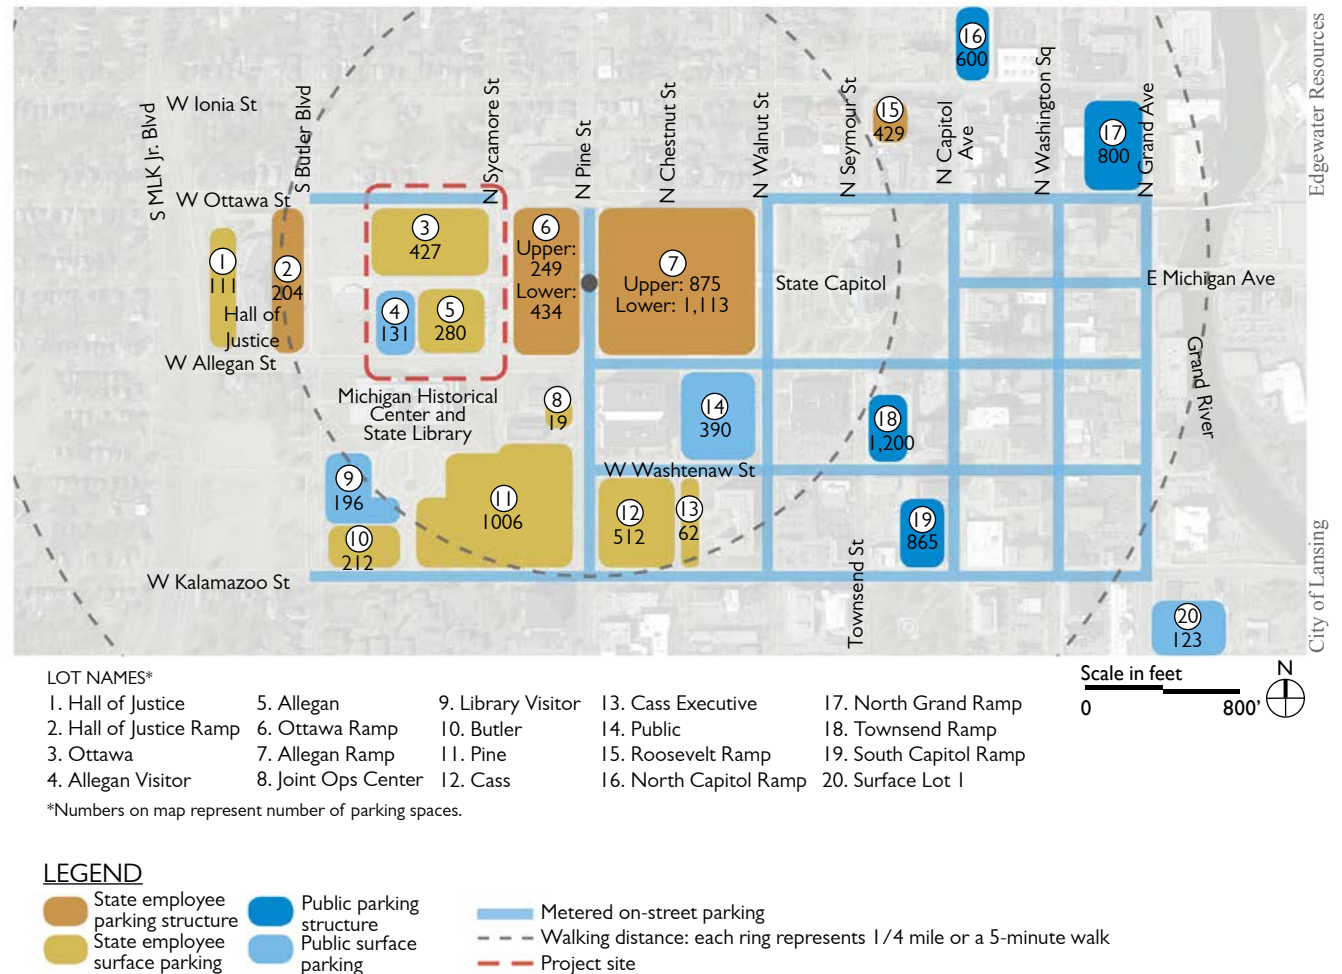 16
600
Edgewater Resources
W Ionia St
S MLK Jr. Blvd
S Butler Blvd
N Sycamore St
N Pine St
N Chestnut St
N Walnut St
N Seymour St
15
429
N Capitol
Ave
N Washington Sq
17
800
N Grand Ave
W Ottawa St
1
111
2
204
Hall of
Justice
3
427
4
131
5
280
6
Upper:
249
Lower:
434
7
Upper: 875
Lower: 1,113
State Capitol
E Michigan Ave
Grand River
W Allegan St
Michigan Historical
Center and
State Library
8
19
14
390
18
1,200
W Washtenaw St
9
196
10
212
11
1006
12
512
13
62
19
865
Townsend St
W Kalamazoo St
20
123
City of Lansing
LOT NAMES*
1. Hall of Justice
2. Hall of Justice Ramp
3. Ottawa
4. Allegan Visitor
5. Allegan
6. Ottawa Ramp
7. Allegan Ramp
8. Joint Ops Center
9. Library Visitor
10. Butler
11. Pine
12. Cass
13. Cass Executive
14. Public
15. Roosevelt Ramp
16. North Capitol Ramp
17. North Grand Ramp
18. Townsend Ramp
19. South Capitol Ramp
20. Surface Lot 1
Scale in feet
0 800'
N
*Numbers on map represent number of parking spaces.
LEGEND
State employee
parking structure
State employee
surface parking
Public parking
structure
Public surface
parking
Metered on-street parking
Walking distance: each ring represents 1/4 mile or a 5-minute walk
Project site